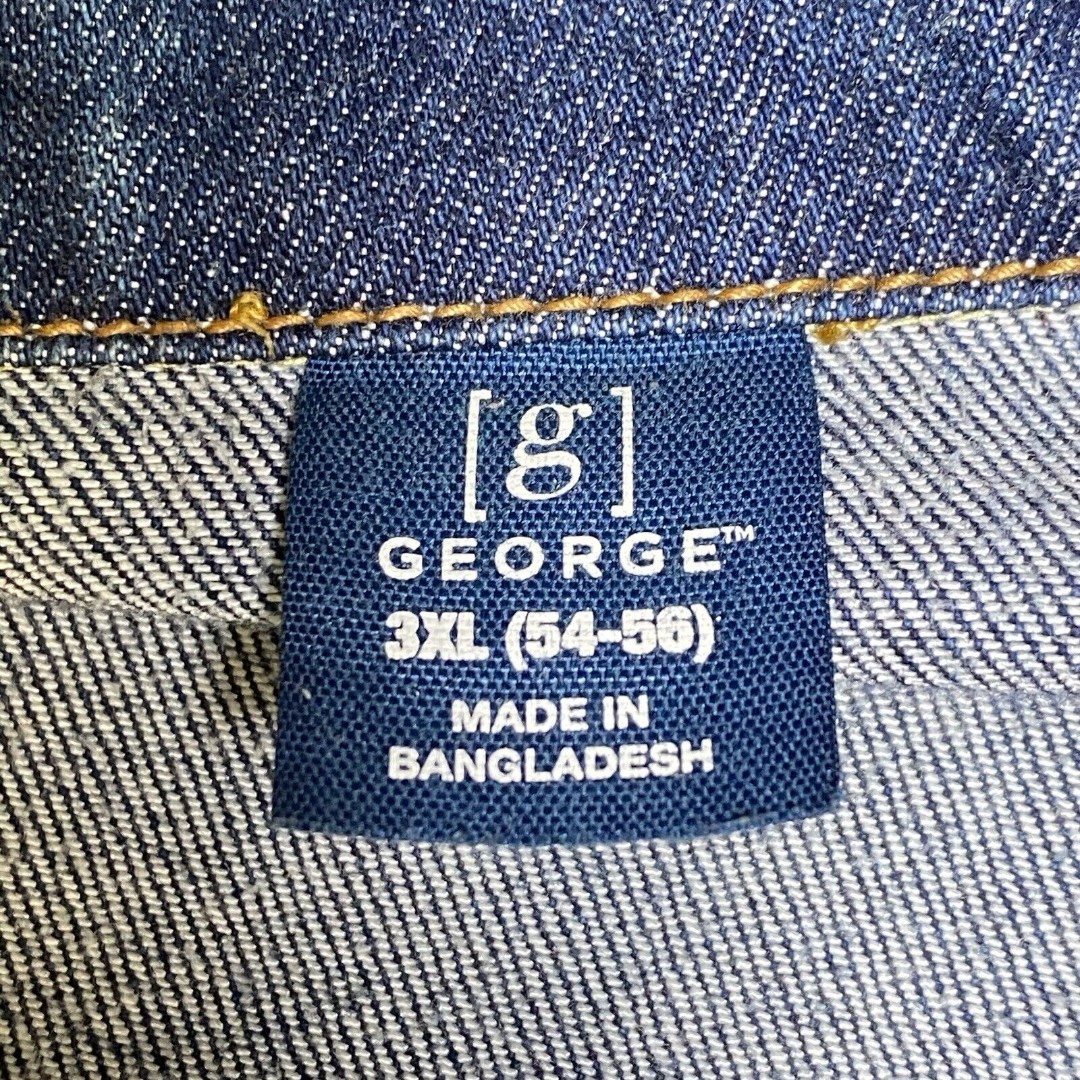 [g]
GEORGE™
3XL (54-56)
MADE IN
BANGLADESH